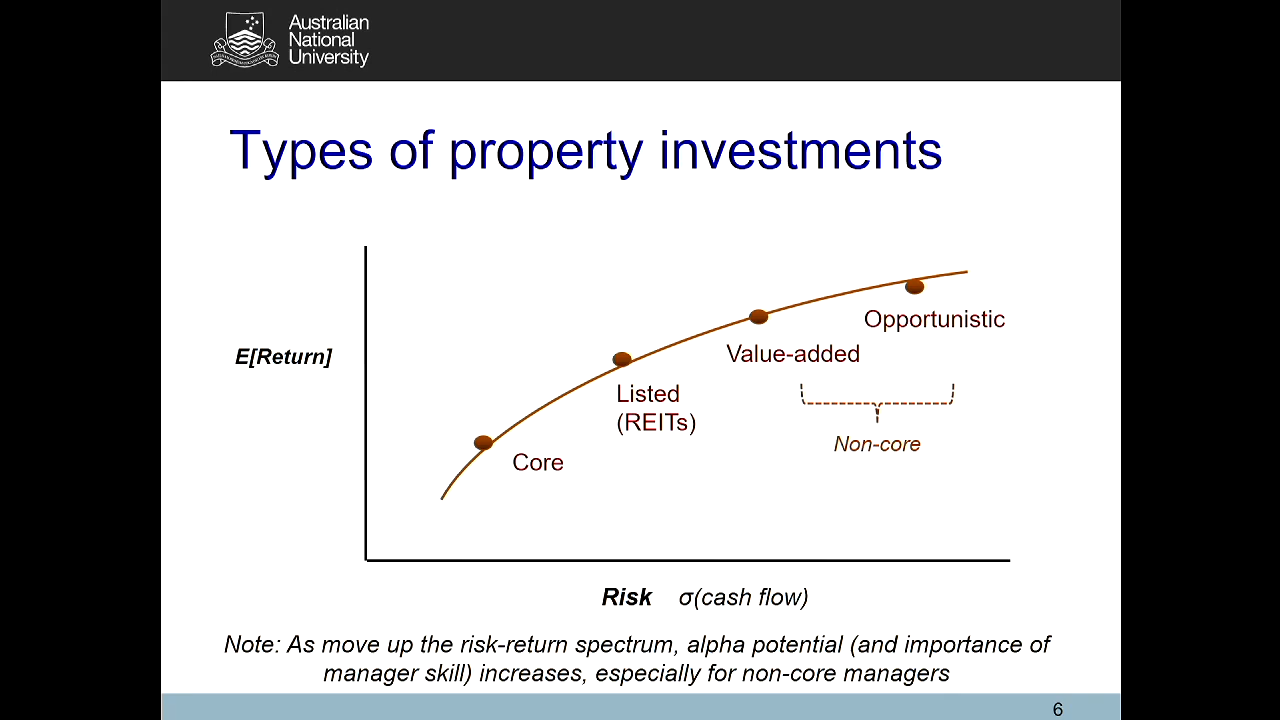 Australian
National
University
Types of property investments
E[Return]
Opportunistic
Value-added
Listed
(REITs)
Non-core
Core
Risk σ(cash flow)
Note: As move up the risk-return spectrum, alpha potential (and importance of
manager skill) increases, especially for non-core managers
6